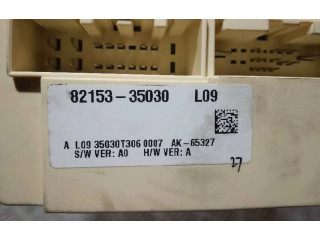 82153-35030 L09
A L09 35030T306 0007 AK-65327
S/W VER: A0 H/W VER: A
27